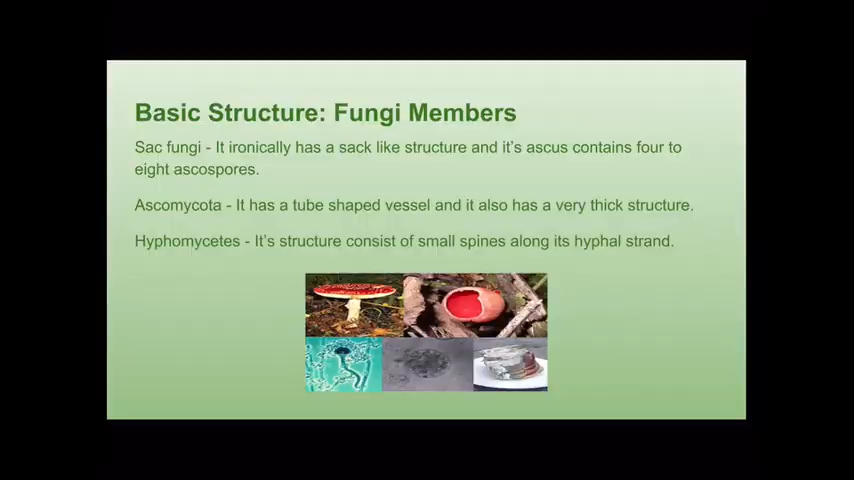 Basic Structure: Fungi Members
Sac fungi - It ironically has a sack like structure and it's ascus contains four to
eight ascospores.
Ascomycota - It has a tube shaped vessel and it also has a very thick structure.
Hyphomycetes - It's structure consist of small spines along its hyphal strand.